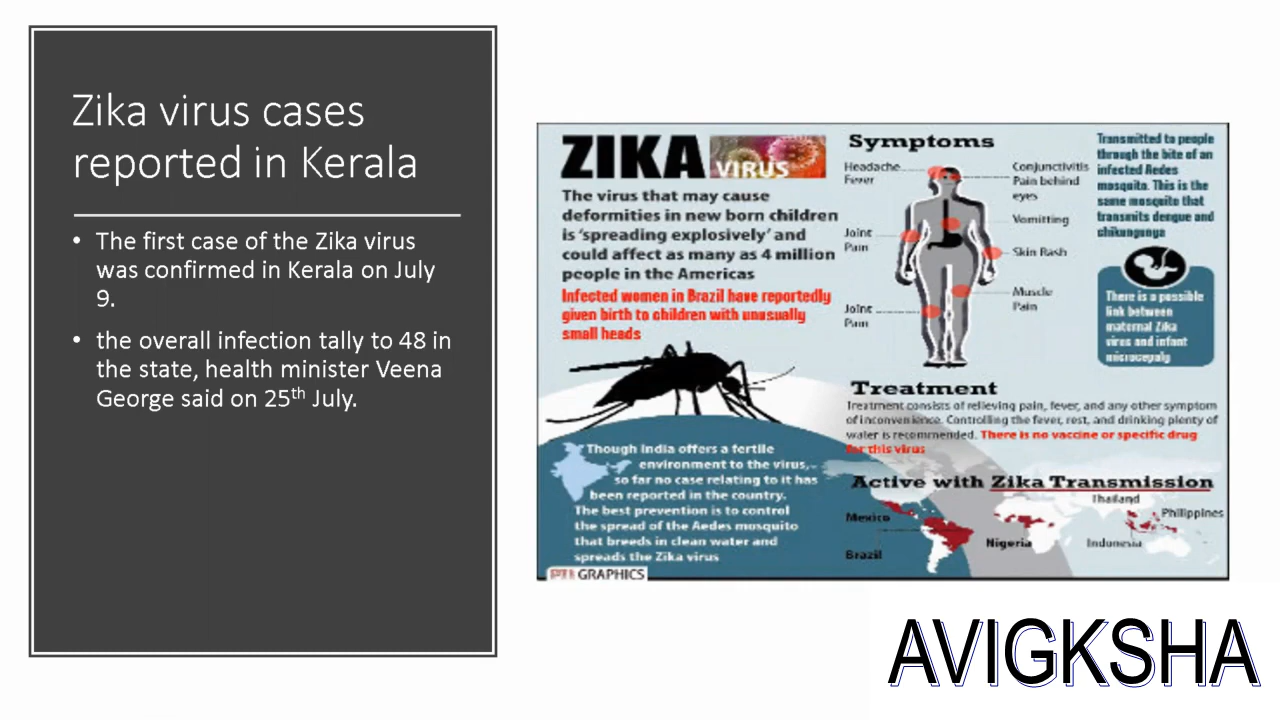 Zika virus cases
reported in Kerala
• The first case of the Zika virus
was confirmed in Kerala on July
9.
• the overall infection tally to 48 in
the state, health minister Veena
George said on 25th July.
ZIKA
VIRUS
The virus that may cause
deformities in new born children
is ‘spreading explosively’ and
could affect as many as 4 million
people in the Americas
Infected women in Brazil have reportedly
given birth to children with unusually
small heads
Though India offers a fertile
environment to the virus,
so far no case relating to it has
been reported in the country.
The best prevention is to control
the spread of the Aedes mosquito
that breeds in clean water and
spreads the Zika virus
PTI GRAPHICS
Symptoms
Headache
Fever
Joint
Pain
Joint
Pain
Conjunctivitis
Pain behind
eyes
Vomitting
Skin Rash
Muscle
Pain
Transmitted to people
through the bite of an
infected Aedes
mosquito. This is the
same mosquito that
transmits dengue and
chikungunga
There is a possible
link between
maternal Zika
virus and infant
microcepaly
Treatment
Treatment consists of relieving pain, fever, and any other symptom
of inconvenience. Controlling the fever, rest, and drinking plenty of
water is recommended. There is no vaccine or specific drug
for this virus
Active with Zika Transmission
Thailand
Mexico
Philippines
Nigeria
Indonesia
Brazil
AVIGKSHA